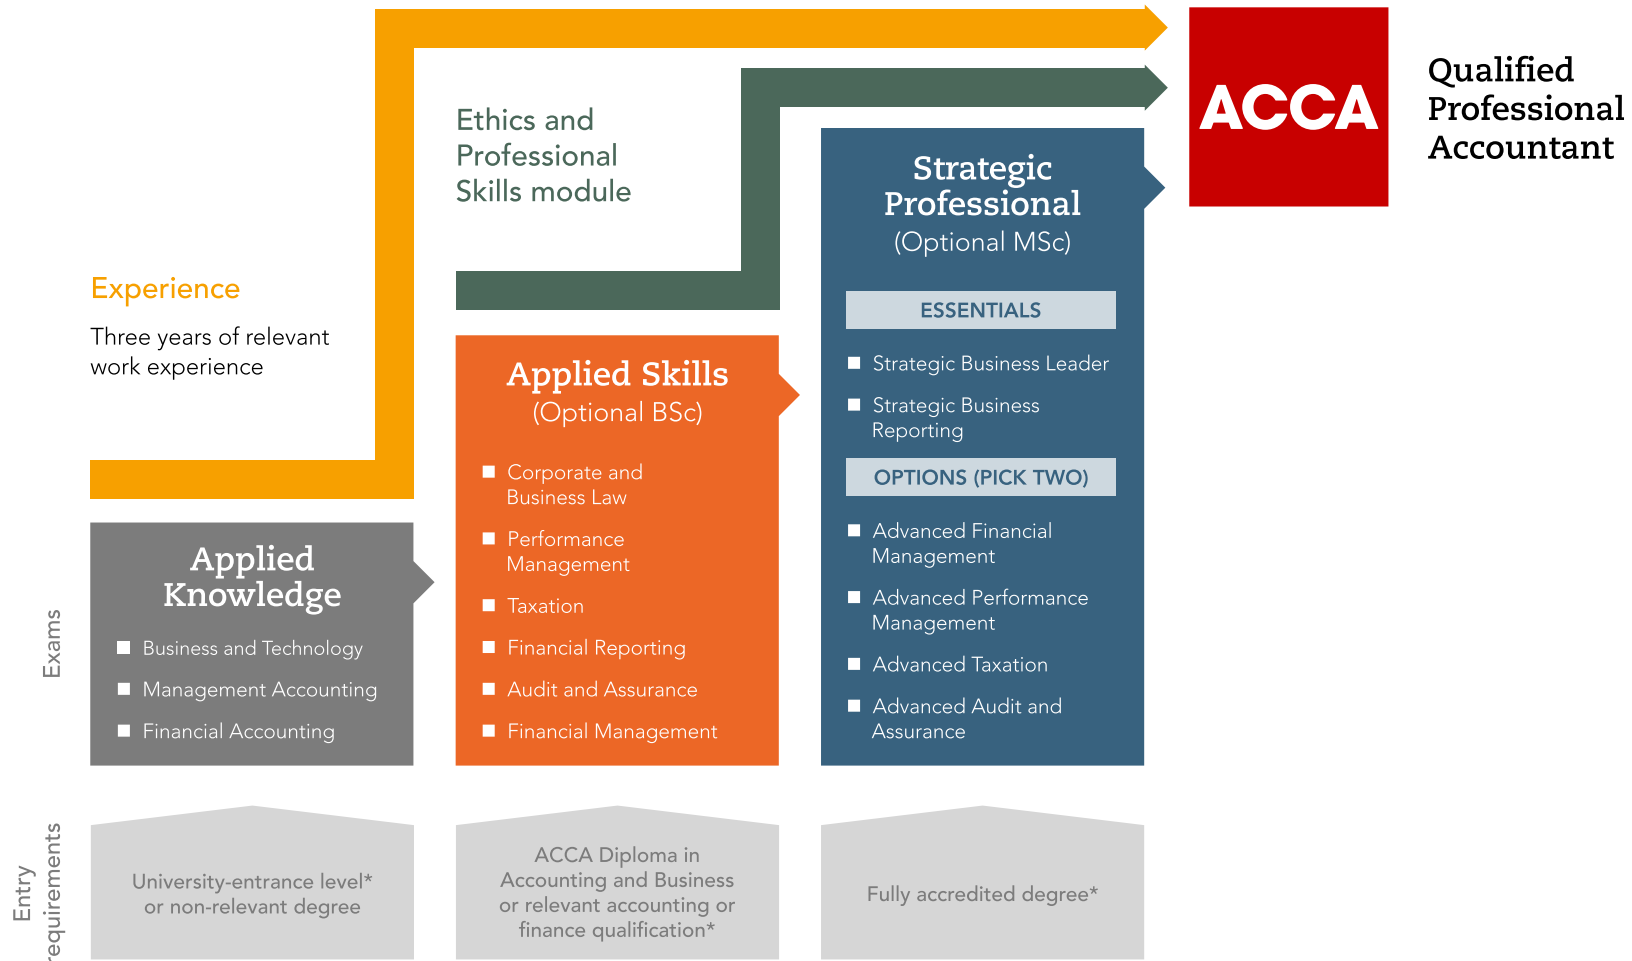 ACCA
Qualified
Professional
Accountant
Ethics and
Professional
Skills module
Experience
Three years of relevant
work experience
Exams
Applied
Knowledge
Business and Technology
Management Accounting
Financial Accounting
Applied Skills
(Optional BSc)
Corporate and
Business Law
Performance
Management
Taxation
Financial Reporting
Audit and Assurance
Financial Management
Strategic
Professional
(Optional MSc)
ESSENTIALS
Strategic Business Leader
Strategic Business
Reporting
OPTIONS (PICK TWO)
Advanced Financial
Management
Advanced Performance
Management
Advanced Taxation
Advanced Audit and
Assurance
Entry
requirements
University-entrance level*
or non-relevant degree
ACCA Diploma in
Accounting and Business
or relevant accounting or
finance qualification*
Fully accredited degree*